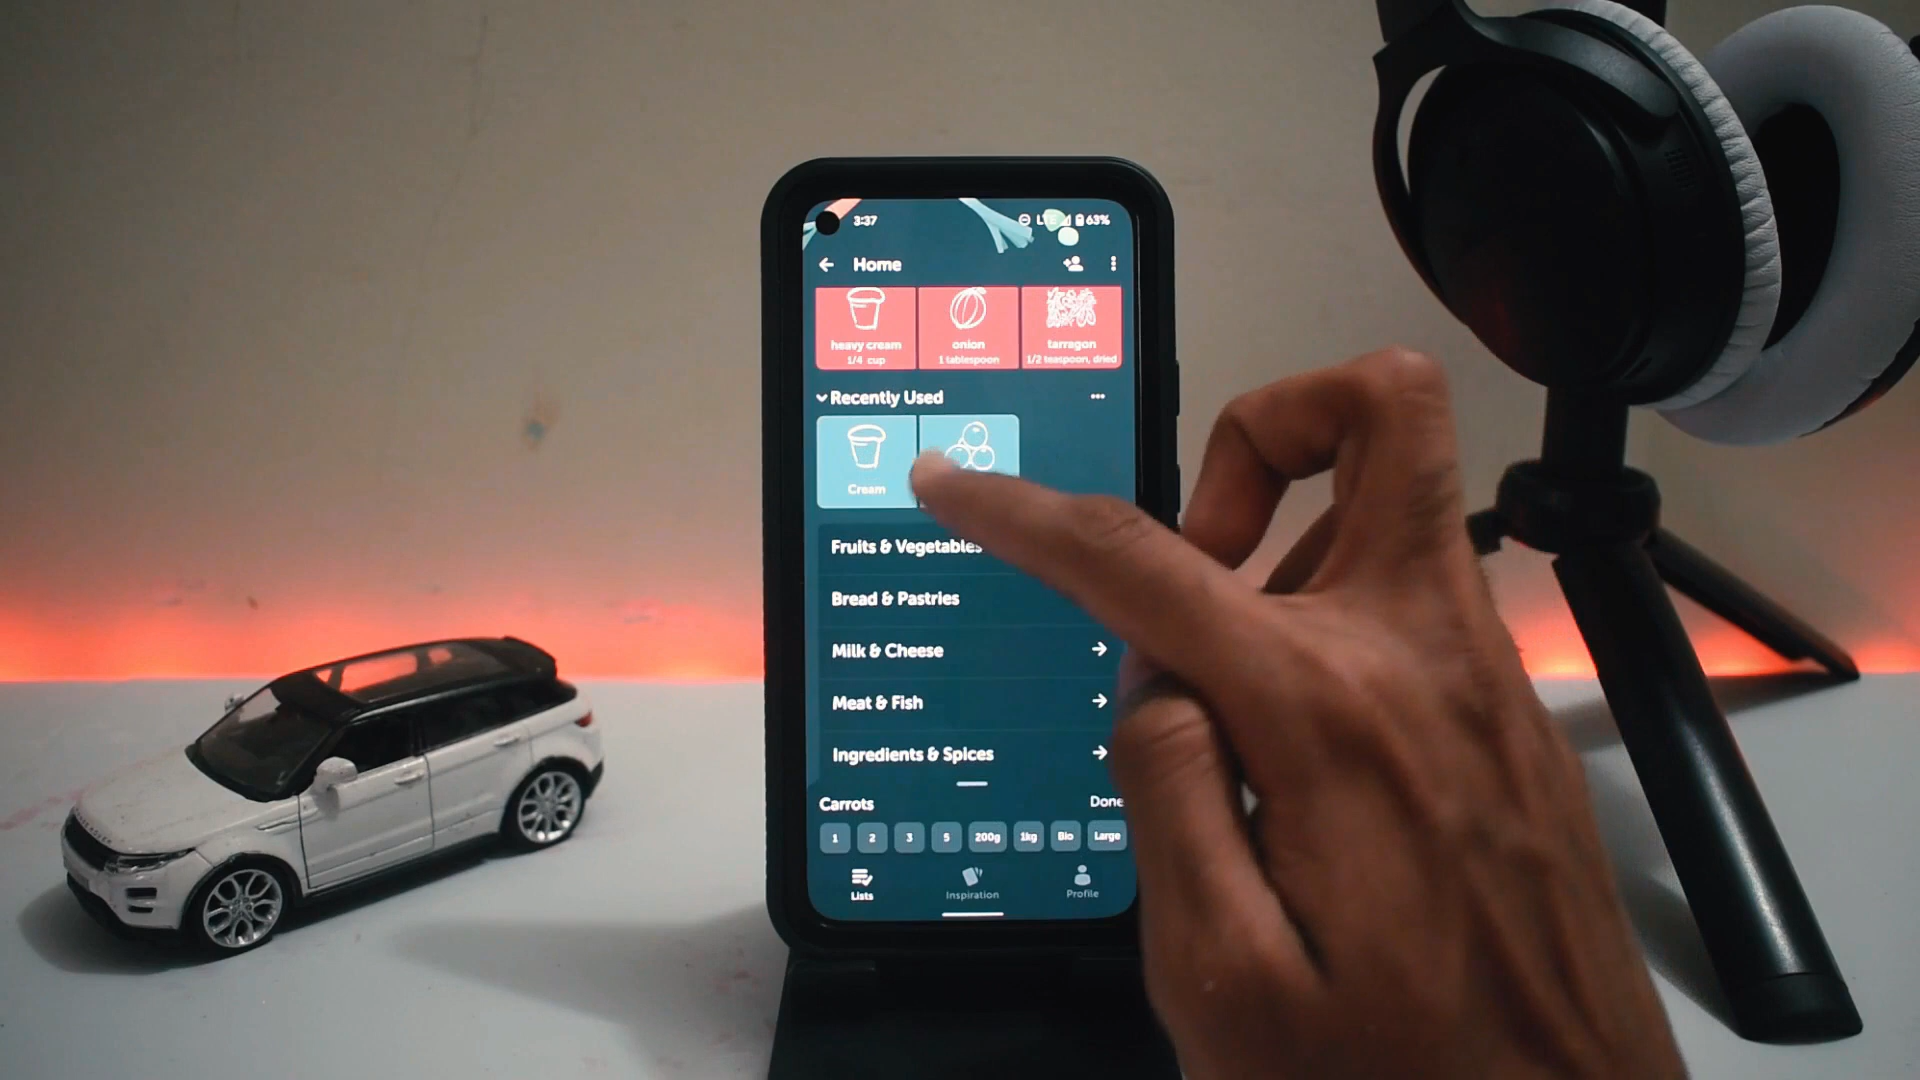 3:37
LTE 63%
Home
heavy cream
1/4 cup
onion
1 tablespoon
tarragon
1/2 teaspoon, dried
Recently Used
Cream
Fruits & Vegetables
Bread & Pastries
Milk & Cheese
Meat & Fish
Ingredients & Spices
Carrots
Done
1 2 3 5 200g 1kg Bio Large
Lists
Inspiration
Profile